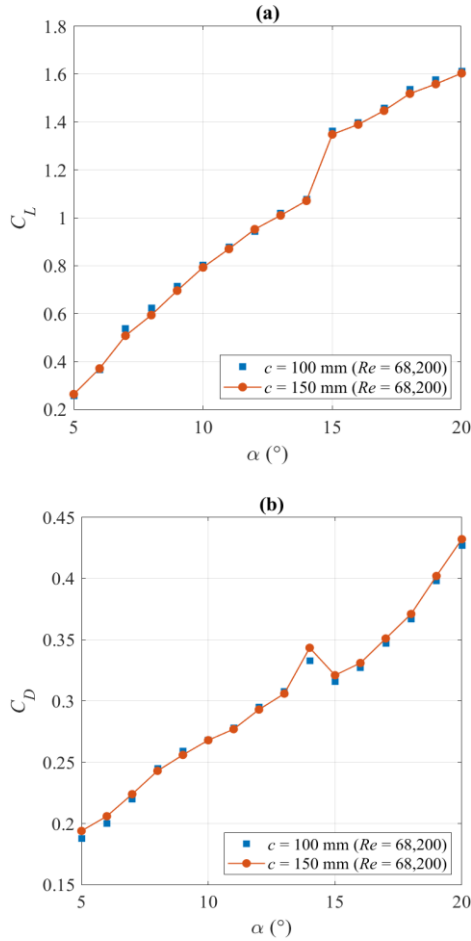 (a)
1.8
1.6
1.4
1.2
1
0.8
0.6
0.4
0.2
C_L
5 10 15 20
α (°)
c = 100 mm (Re = 68,200)
c = 150 mm (Re = 68,200)
(b)
0.45
0.4
0.35
0.3
0.25
0.2
0.15
C_D
5 10 15 20
α (°)
c = 100 mm (Re = 68,200)
c = 150 mm (Re = 68,200)